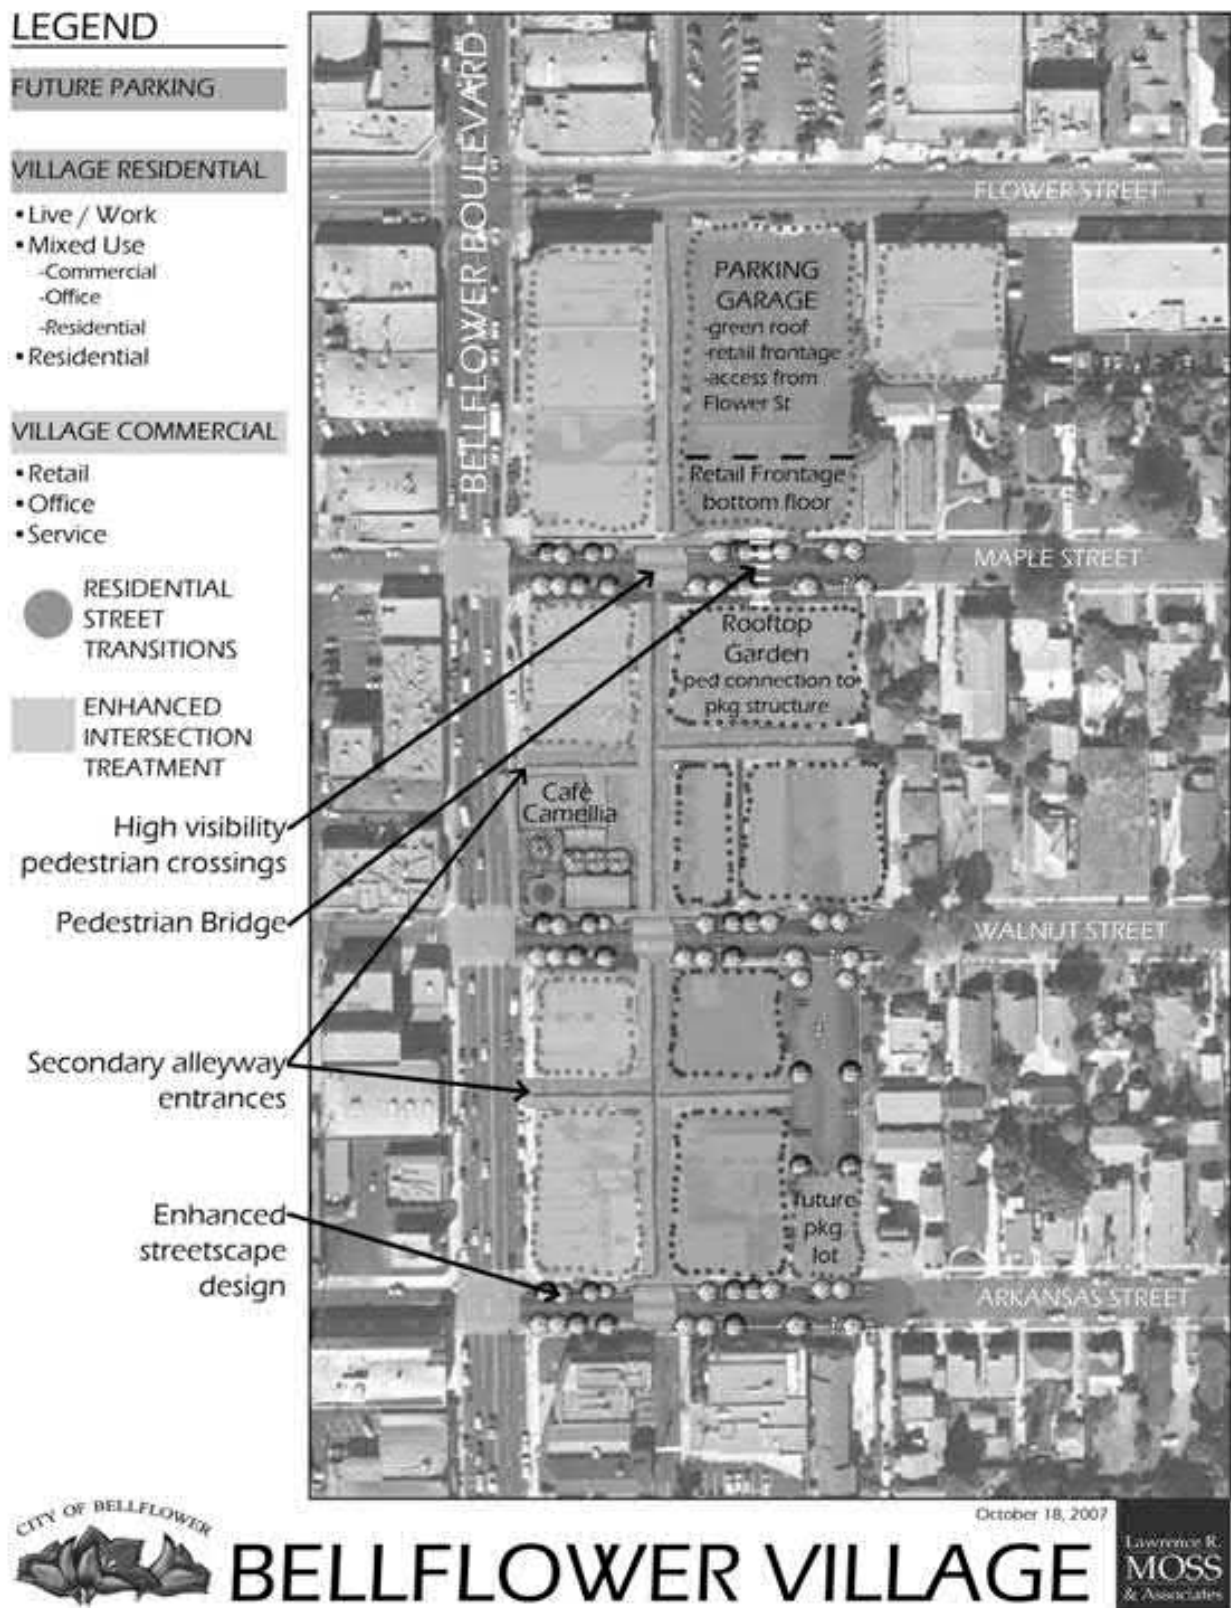 LEGEND
FUTURE PARKING
VILLAGE RESIDENTIAL
• Live / Work
• Mixed Use
-Commercial
-Office
-Residential
• Residential
VILLAGE COMMERCIAL
• Retail
• Office
• Service
RESIDENTIAL
STREET
TRANSITIONS
ENHANCED
INTERSECTION
TREATMENT
High visibility
pedestrian crossings
Pedestrian Bridge
Secondary alleyway
entrances
Enhanced
streetscape
design
BELLFLOWER BOULEVARD
FLOWER STREET
PARKING
GARAGE
-green roof
-retail frontage
-access from
Flower St
Retail Frontage
bottom floor
MAPLE STREET
Rooftop
Garden
ped connection to
pkg structure
Cafè
Camellia
WALNUT STREET
future
pkg
lot
ARKANSAS STREET
October 18, 2007
CITY OF BELLFLOWER
BELLFLOWER VILLAGE
Lawrence R.
MOSS
& Associates